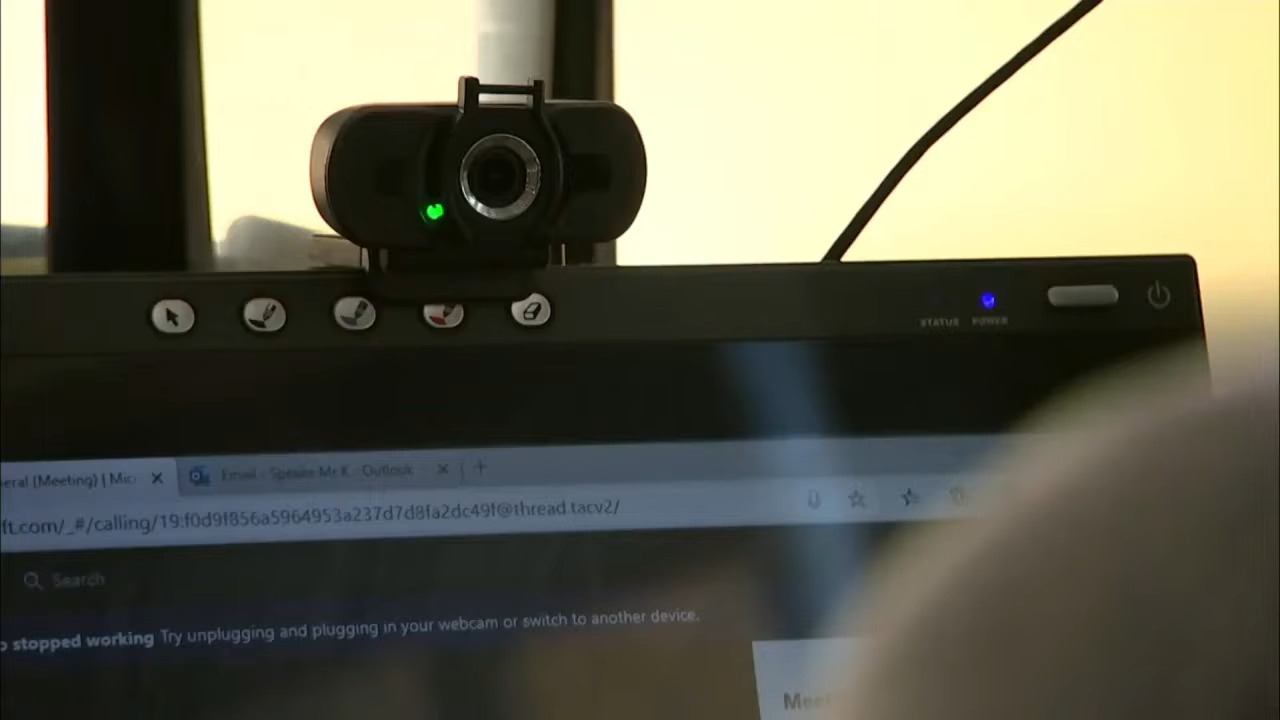 STATUS POWER
eral (Meeting) | Mic
Email - Speake Mr K - Outlook
ft.com/_#/calling/19:f0d9f856a5964953a237d7d8fa2dc49f@thread.tacv2/
Search
o stopped working Try unplugging and plugging in your webcam or switch to another device.
Meet